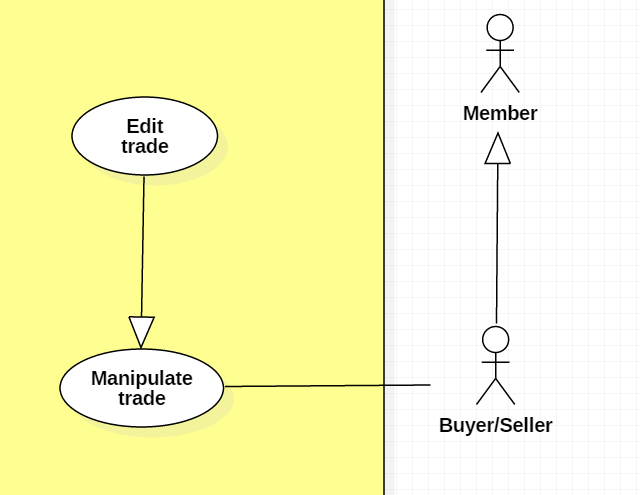 Member
Edit
trade
Manipulate
trade
Buyer/Seller